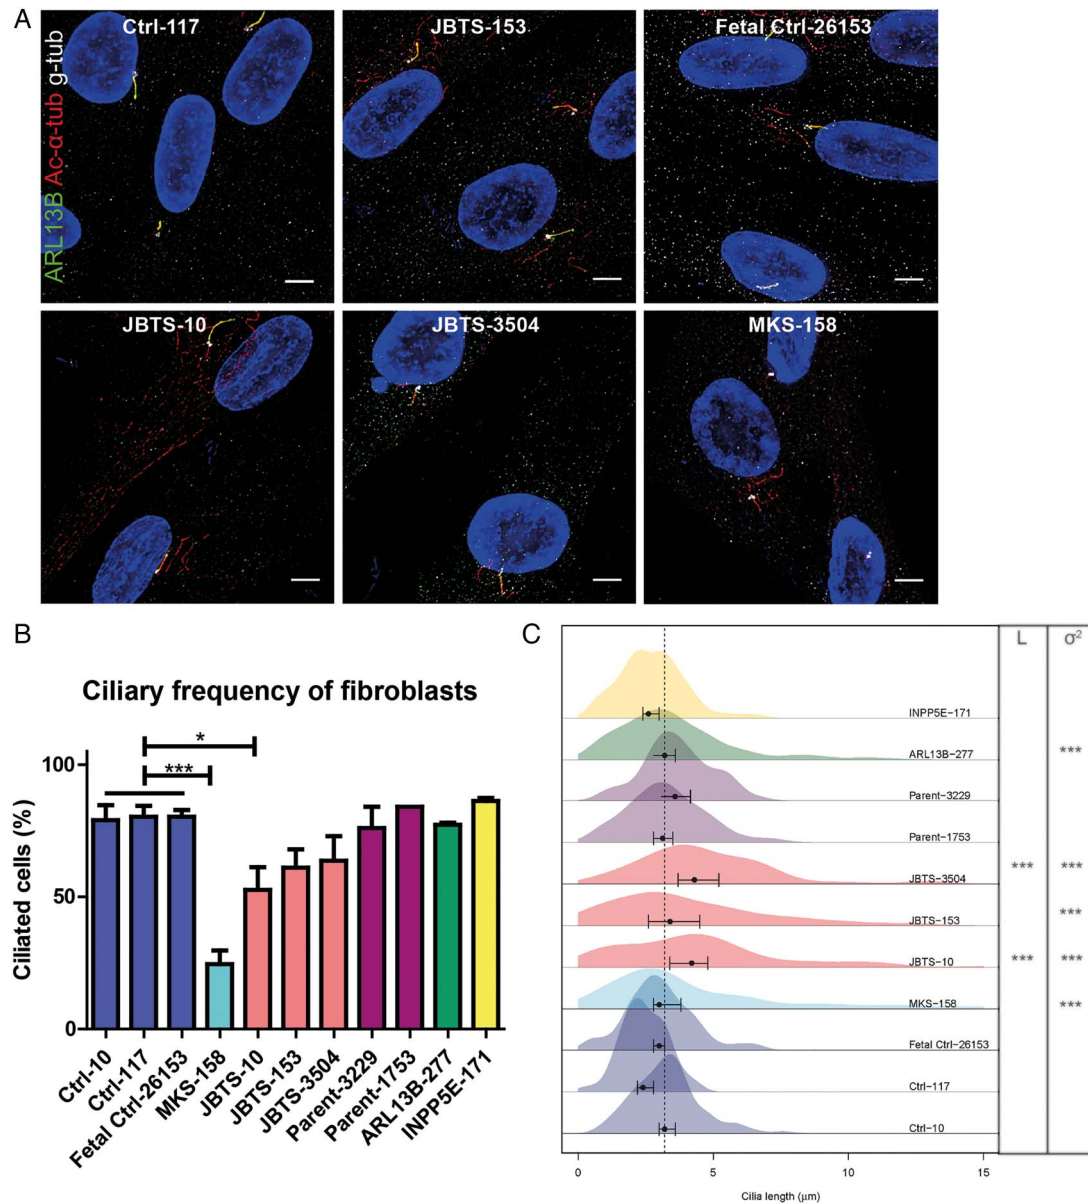 A
Ctrl-117
JBTS-153
Fetal Ctrl-26153
ARL13B Ac-α-tub g-tub
JBTS-10
JBTS-3504
MKS-158
B
Ciliary frequency of fibroblasts
*
***
100
50
0
Ciliated cells (%)
Ctrl-10
Ctrl-117
Fetal Ctrl-26153
MKS-158
JBTS-10
JBTS-153
JBTS-3504
Parent-3229
Parent-1753
ARL13B-277
INPP5E-171
C
L σ²
INPP5E-171
ARL13B-277 ***
Parent-3229
Parent-1753
JBTS-3504 *** ***
JBTS-153 ***
JBTS-10 *** ***
MKS-158 ***
Fetal Ctrl-26153
Ctrl-117
Ctrl-10
0 5 10 15
Cilia length (μm)